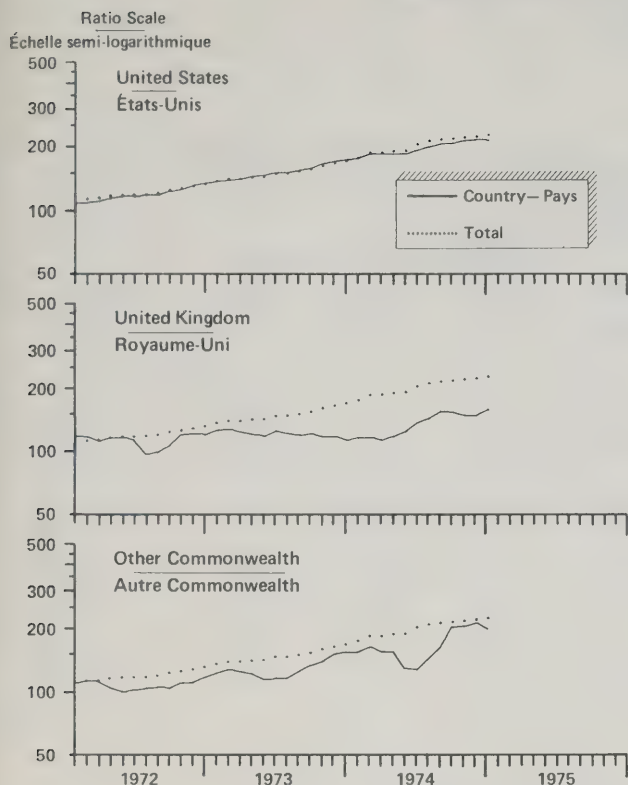 Ratio Scale
Échelle semi-logarithmique
500
United States
États-Unis
300
200
Country—Pays
Total
100
50
500
United Kingdom
Royaume-Uni
300
200
100
50
500
Other Commonwealth
Autre Commonwealth
300
200
100
50
1972 1973 1974 1975